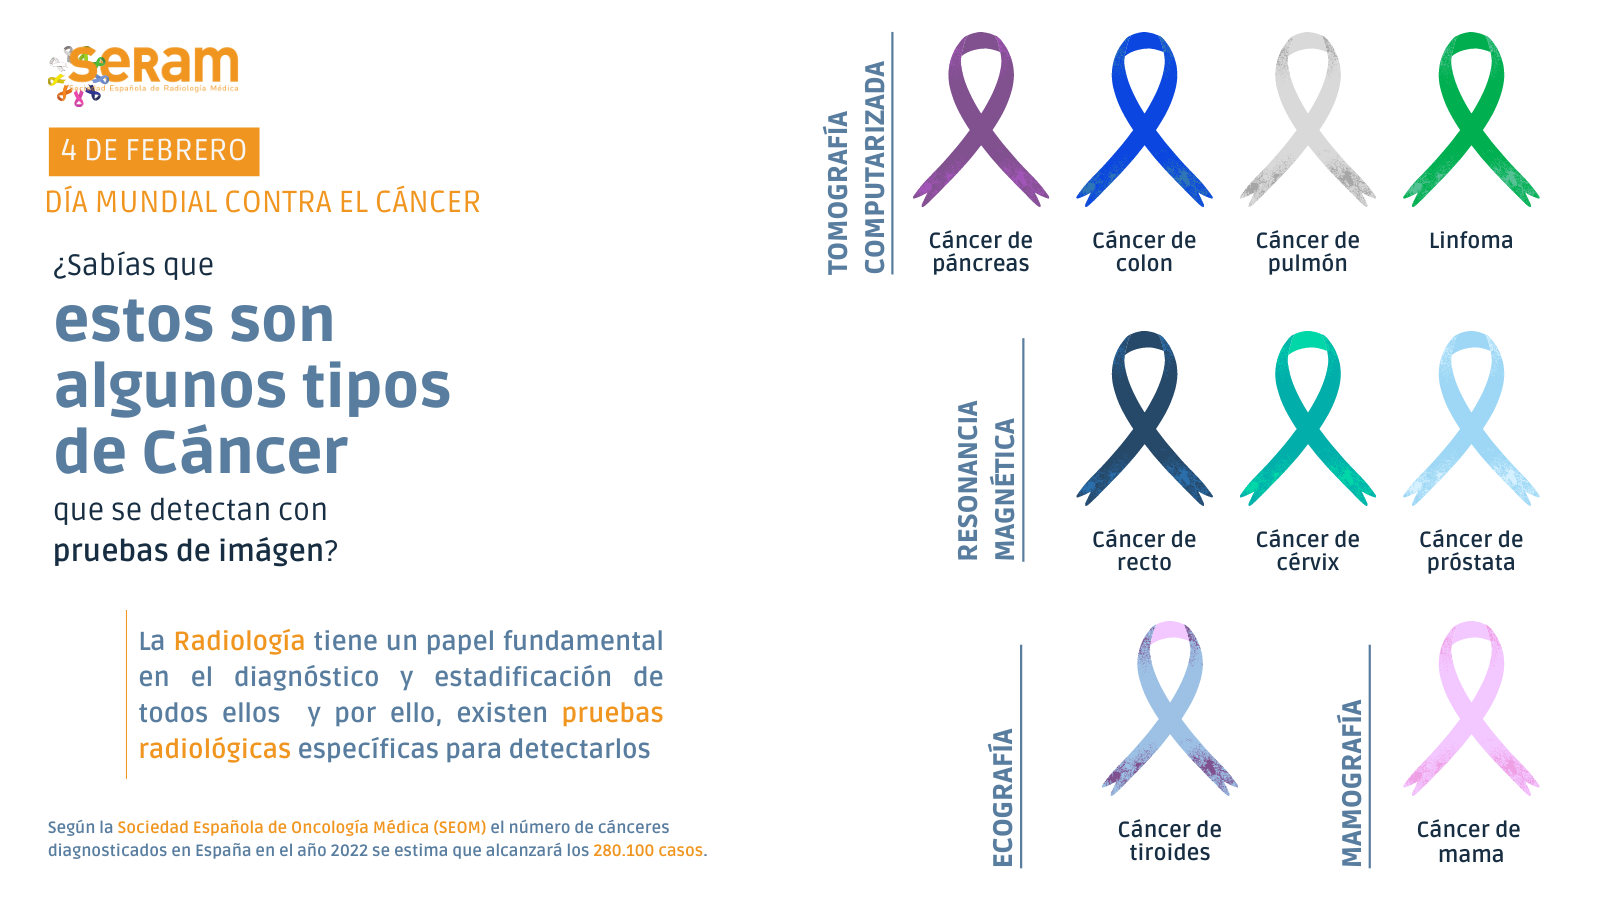 SERAM
Sociedad Española de Radiología Médica
4 DE FEBRERO
DÍA MUNDIAL CONTRA EL CÁNCER
¿Sabías que
estos son
algunos tipos
de Cáncer
que se detectan con
pruebas de imágen?
La Radiología tiene un papel fundamental
en el diagnóstico y estadificación de
todos ellos y por ello, existen pruebas
radiológicas específicas para detectarlos
Según la Sociedad Española de Oncología Médica (SEOM) el número de cánceres
diagnosticados en España en el año 2022 se estima que alcanzará los 280.100 casos.
TOMOGRAFÍA
COMPUTARIZADA
Cáncer de
páncreas
Cáncer de
colon
Cáncer de
pulmón
Linfoma
RESONANCIA
MAGNÉTICA
Cáncer de
recto
Cáncer de
cérvix
Cáncer de
próstata
ECOGRAFÍA
Cáncer de
tiroides
MAMOGRAFÍA
Cáncer de
mama